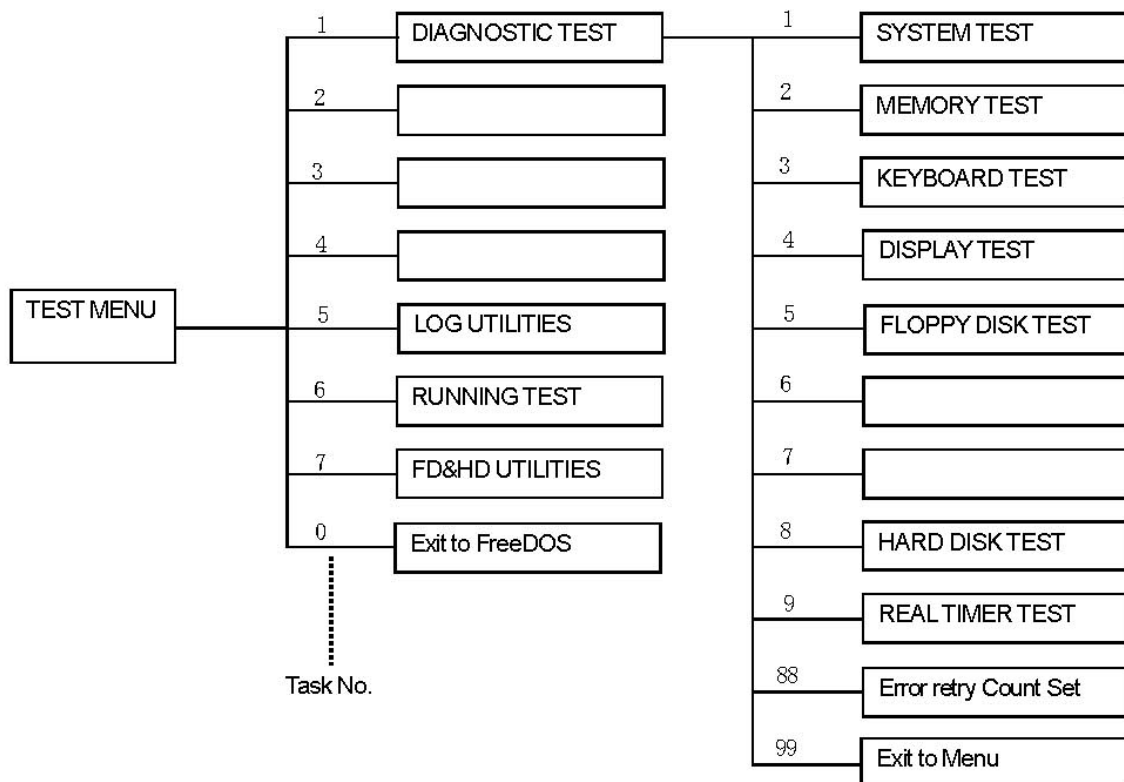 TEST MENU
1 DIAGNOSTIC TEST
2
3
4
5 LOG UTILITIES
6 RUNNING TEST
7 FD&HD UTILITIES
0 Exit to FreeDOS
Task No.
1 SYSTEM TEST
2 MEMORY TEST
3 KEYBOARD TEST
4 DISPLAY TEST
5 FLOPPY DISK TEST
6
7
8 HARD DISK TEST
9 REAL TIMER TEST
88 Error retry Count Set
99 Exit to Menu